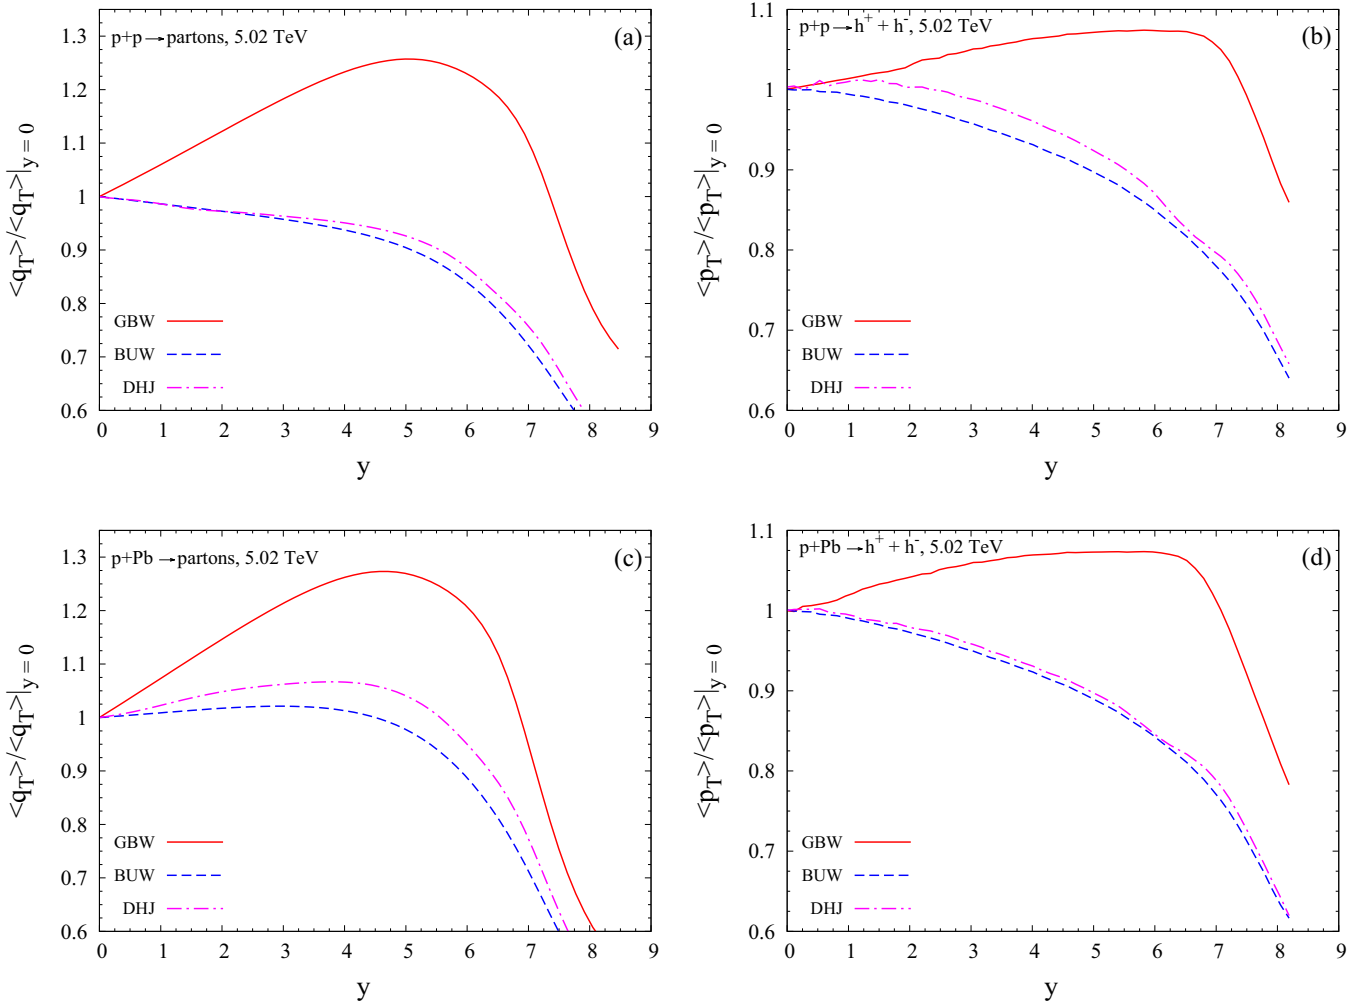 p+p → partons, 5.02 TeV
(a)
<q_T>/<q_T>|_{y = 0}
1.3
1.2
1.1
1
0.9
0.8
0.7
0.6
GBW
BUW
DHJ
0 1 2 3 4 5 6 7 8 9
y
p+p → h^+ + h^-, 5.02 TeV
(b)
<p_T>/<p_T>|_{y = 0}
1.1
1
0.9
0.8
0.7
0.6
GBW
BUW
DHJ
0 1 2 3 4 5 6 7 8 9
y
p+Pb → partons, 5.02 TeV
(c)
<q_T>/<q_T>|_{y = 0}
1.3
1.2
1.1
1
0.9
0.8
0.7
0.6
GBW
BUW
DHJ
0 1 2 3 4 5 6 7 8 9
y
p+Pb → h^+ + h^-, 5.02 TeV
(d)
<p_T>/<p_T>|_{y = 0}
1.1
1
0.9
0.8
0.7
0.6
GBW
BUW
DHJ
0 1 2 3 4 5 6 7 8 9
y